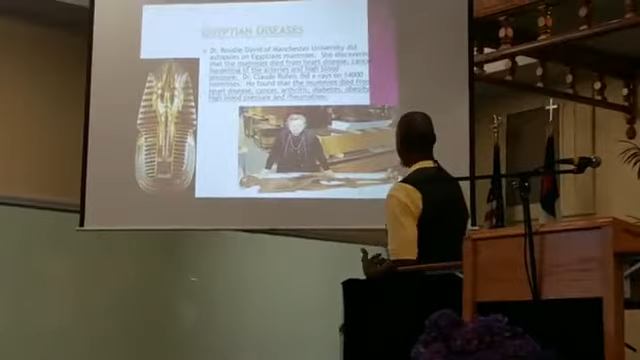 EGYPTIAN DISEASES
Dr. Rosalie David of Manchester University did
autopsies on Egyptian mummies. She discovered
that the mummies died from heart disease, cancer,
hardening of the arteries and high blood
pressure. Dr. Claude Rufers did x rays on 14000
mummies. He found that the mummies died from
heart disease, cancer, arthritis, diabetes, obesity
high blood pressure and rheumatism.